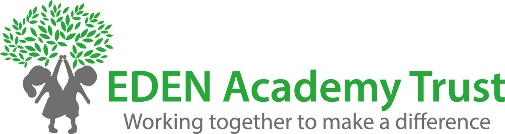 EDEN Academy Trust
Working together to make a difference